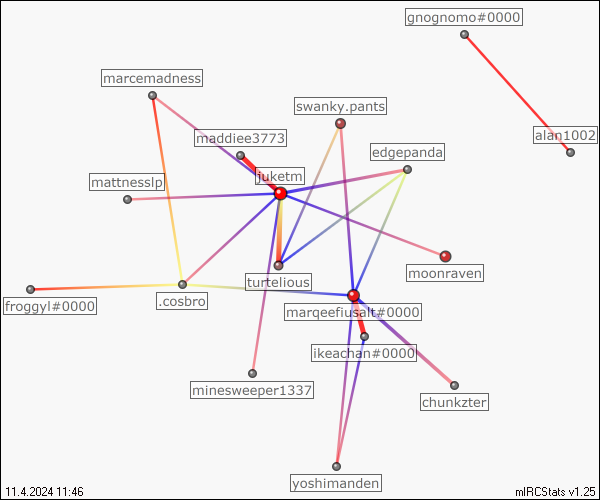 gnognomo#0000
marcemadness
swanky.pants
maddiee3773
alan1002
edgepanda
juketm
mattnesslp
moonraven
turtelious
.cosbro
froggyl#0000
marqeefiusalt#0000
ikeachan#0000
minesweeper1337
chunkzter
yoshimanden
11.4.2024 11:46
mIRCStats v1.25